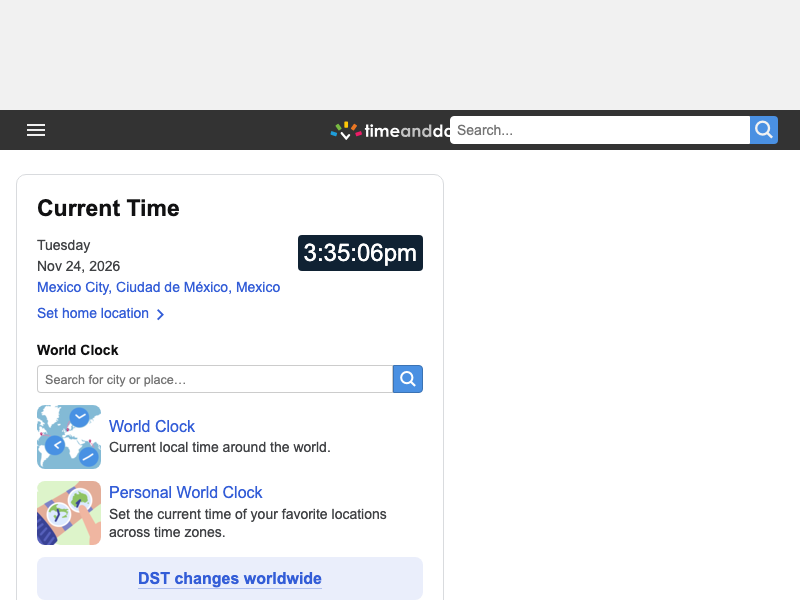 timeandda
Search...
Current Time
Tuesday
Nov 24, 2026
3:35:06pm
Mexico City, Ciudad de México, Mexico
Set home location
World Clock
Search for city or place…
World Clock
Current local time around the world.
Personal World Clock
Set the current time of your favorite locations
across time zones.
DST changes worldwide